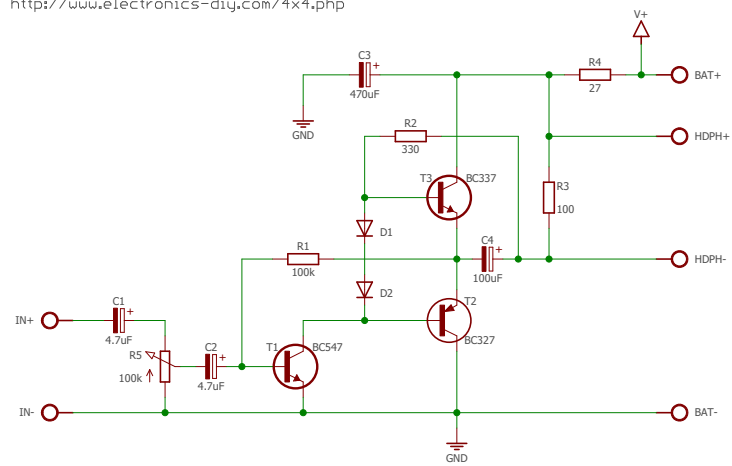 http://www.electronics-diy.com/4x4.php
V+
C3
+
470uF
R4
27
BAT+
GND
R2
330
HDPH+
T3
BC337
R3
100
D1
R1
100k
C4
+
100uF
HDPH-
D2
T2
BC327
IN+
C1
+
4.7uF
R5
100k
C2
+
4.7uF
T1
BC547
IN-
BAT-
GND